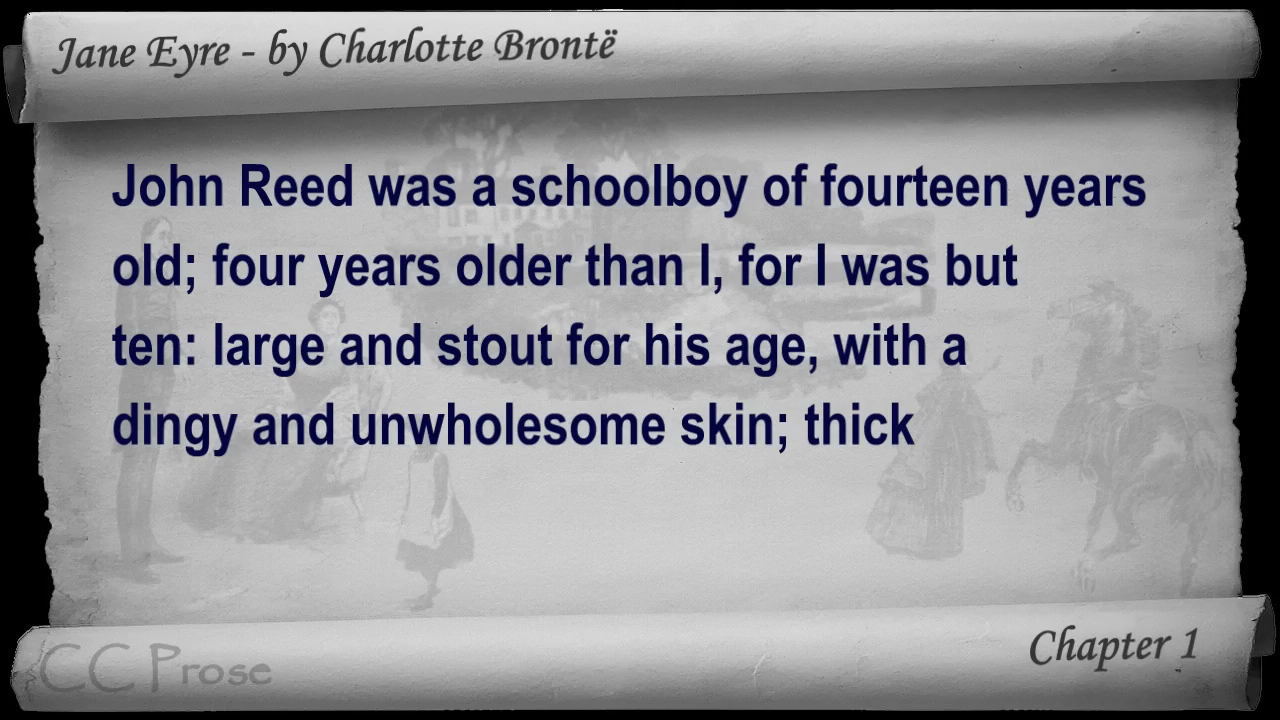 Jane Eyre - by Charlotte Brontë
John Reed was a schoolboy of fourteen years
old; four years older than I, for I was but
ten: large and stout for his age, with a
dingy and unwholesome skin; thick
CC Prose
Chapter 1